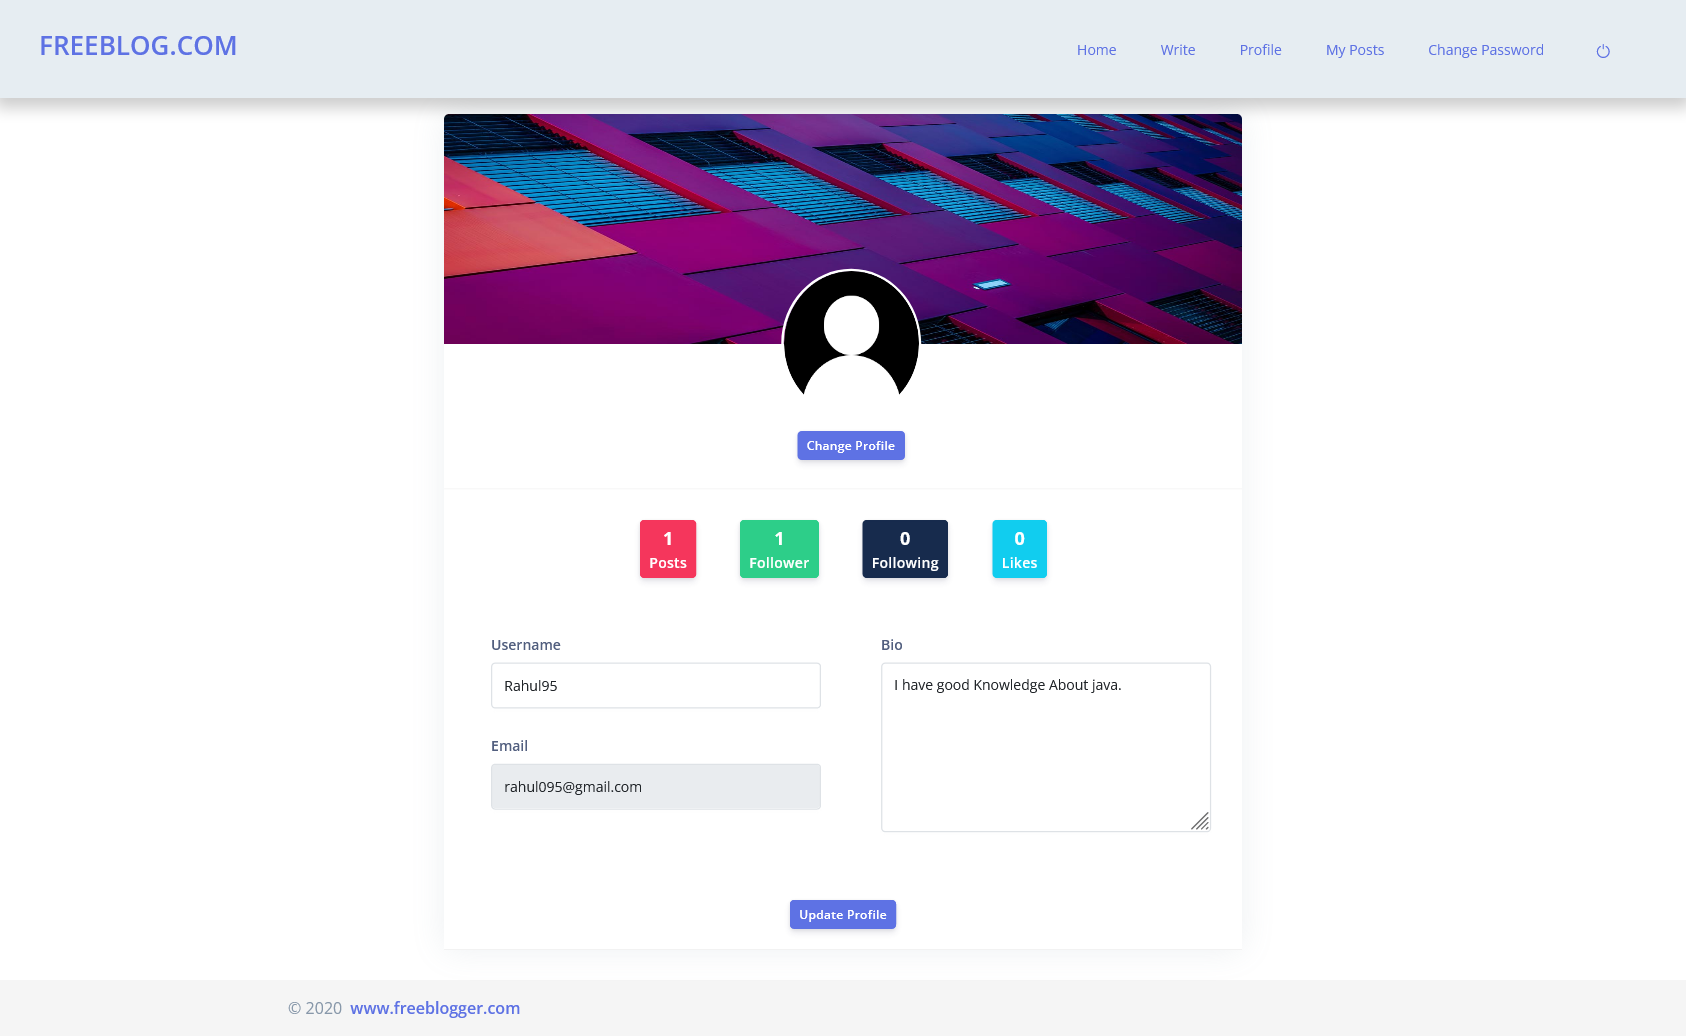 FREEBLOG.COM
Home Write Profile My Posts Change Password
Change Profile
1 1 0 0
Posts Follower Following Likes
Username
Rahul95
Email
rahul095@gmail.com
Bio
I have good Knowledge About java.
Update Profile
© 2020 www.freeblogger.com